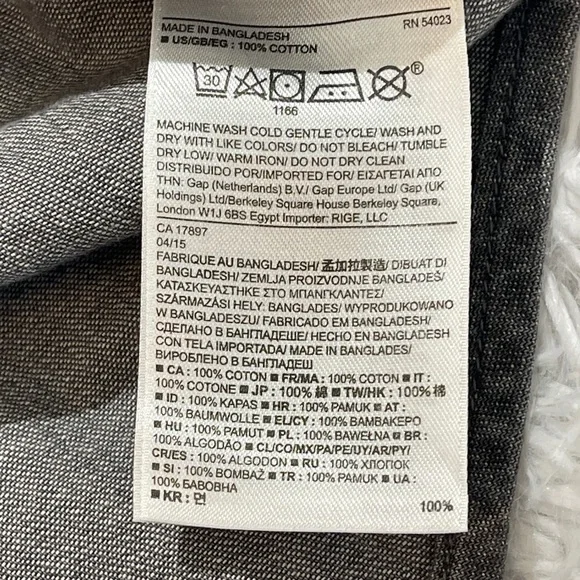 MADE IN BANGLADESH RN 54023
■ US/GB/EG : 100% COTTON
30 ®
1166
MACHINE WASH COLD GENTLE CYCLE/ WASH AND
DRY WITH LIKE COLORS/ DO NOT BLEACH/ TUMBLE
DRY LOW/ WARM IRON/ DO NOT DRY CLEAN
DISTRIBUIDO POR/IMPORTED BY/ ΕΙΣΑΓΕΤΑΙ ΑΠΟ
THN: Gap (Netherlands) B.V./ Gap Europe Ltd/ Gap (UK
Holdings) Ltd/Berkeley Square House Berkeley Square,
London W1J 6BS Egypt Importer: RIGE, LLC
CA 17897
04/15
FABRIQUE AU BANGLADESH/ 孟加拉製造/ DIBUAT DI
BANGLADESH/ ZEMLJA PROIZVODNJE BANGLADEŠ/
ΚΑΤΑΣΚΕΥΑΣΤΗΚΕ ΣΤΟ ΜΠΑΝΓΚΛΑΝΤΕΣ/
SZÁRMAZÁSI HELY: BANGLADES/ WYPRODUKOWANO
W BANGLADESZU/ FABRICADO EM BANGLADESH/
СДЕЛАНО В БАНГЛАДЕШЕ/ HECHO EN BANGLADESH
CON TELA IMPORTADA/ MADE IN BANGLADES/
ВИРОБЛЕНО В БАНГЛАДЕШ
■ CA : 100% COTON ■ FR/MA : 100% COTON ■ IT :
100% COTONE ■ JP : 100% 綿 ■ TW/HK : 100% 棉
■ ID : 100% KAPAS ■ HR : 100% PAMUK ■ AT :
100% BAUMWOLLE ■ EL/CY : 100% ΒΑΜΒΑΚΕΡΟ
■ HU : 100% PAMUT ■ PL : 100% BAWEŁNA ■ BR :
100% ALGODÃO ■ CL/CO/MX/PA/PE/UY/AR/PY/
CR/ES : 100% ALGODON ■ RU : 100% ХЛОПОК
■ SI : 100% BOMBAŽ ■ TR : 100% PAMUK ■ UA :
100% БАВОВНА
■ KR : 면 100%